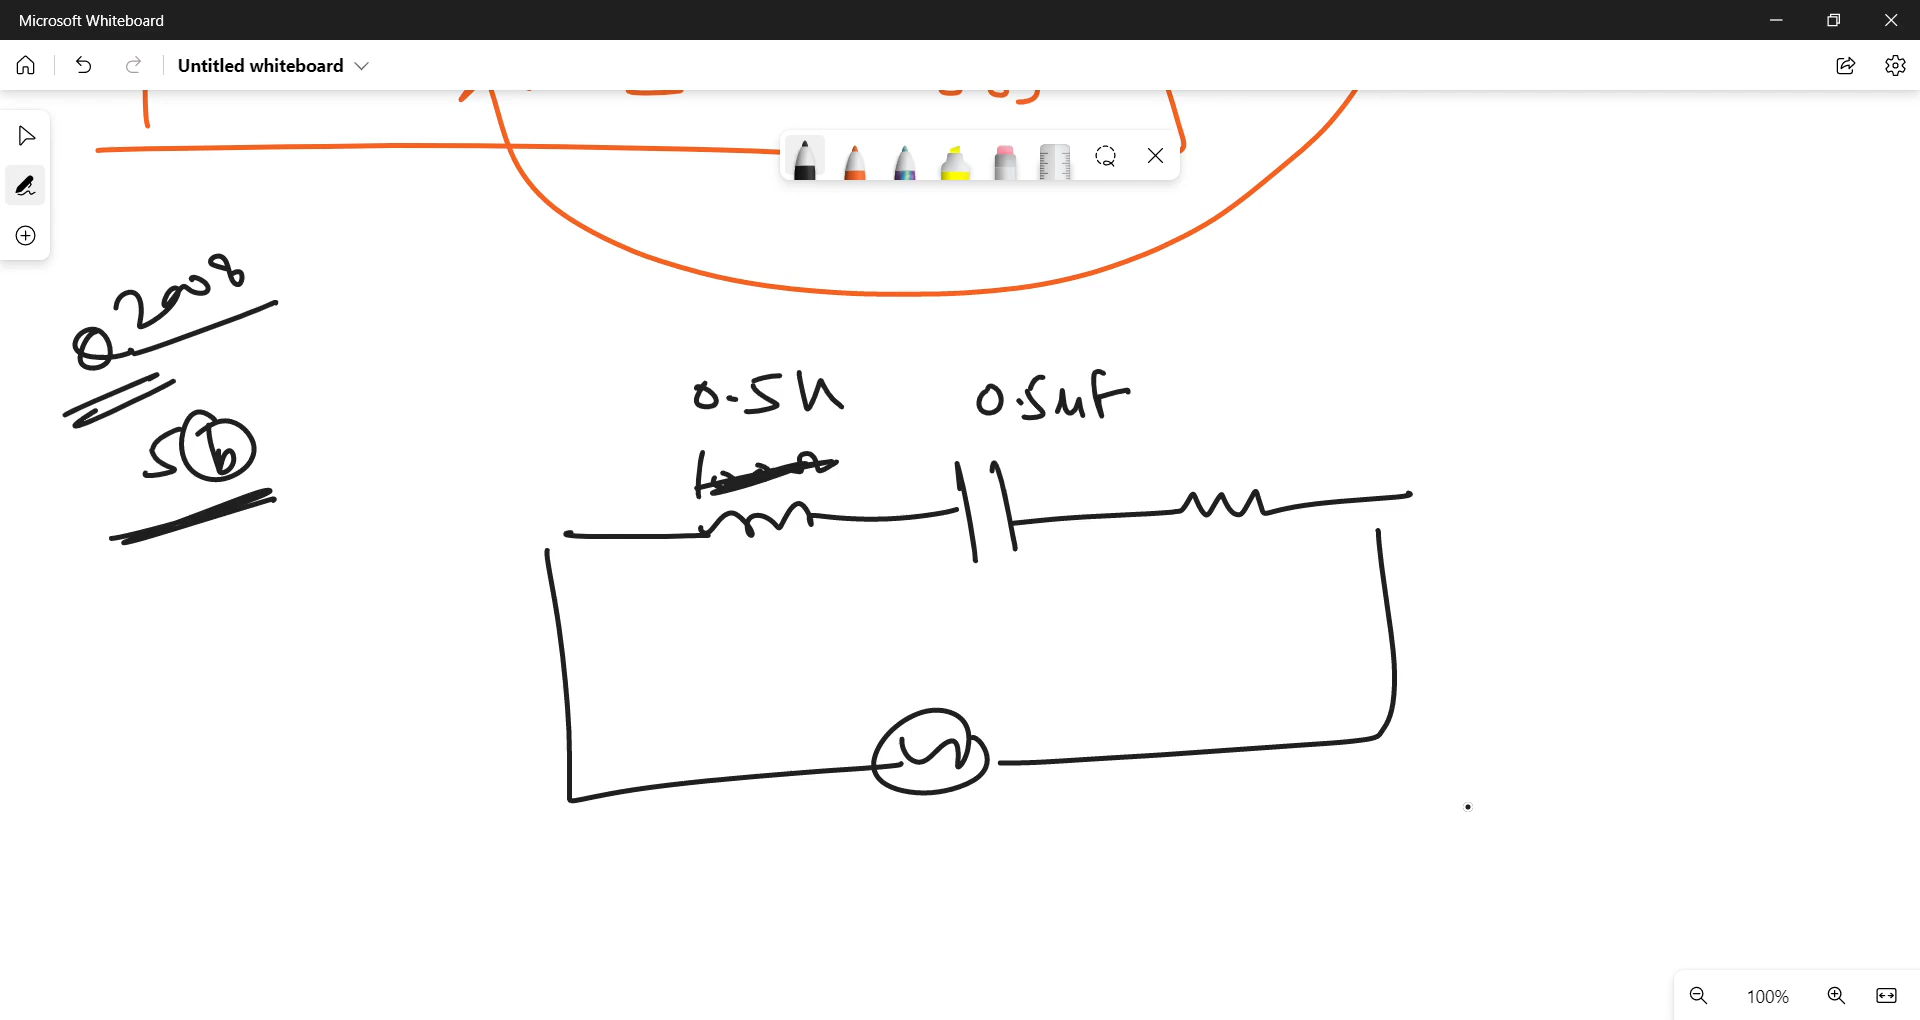 Microsoft Whiteboard
Untitled whiteboard
Q. 2008
5 b
0.5H 0.5μF
100%